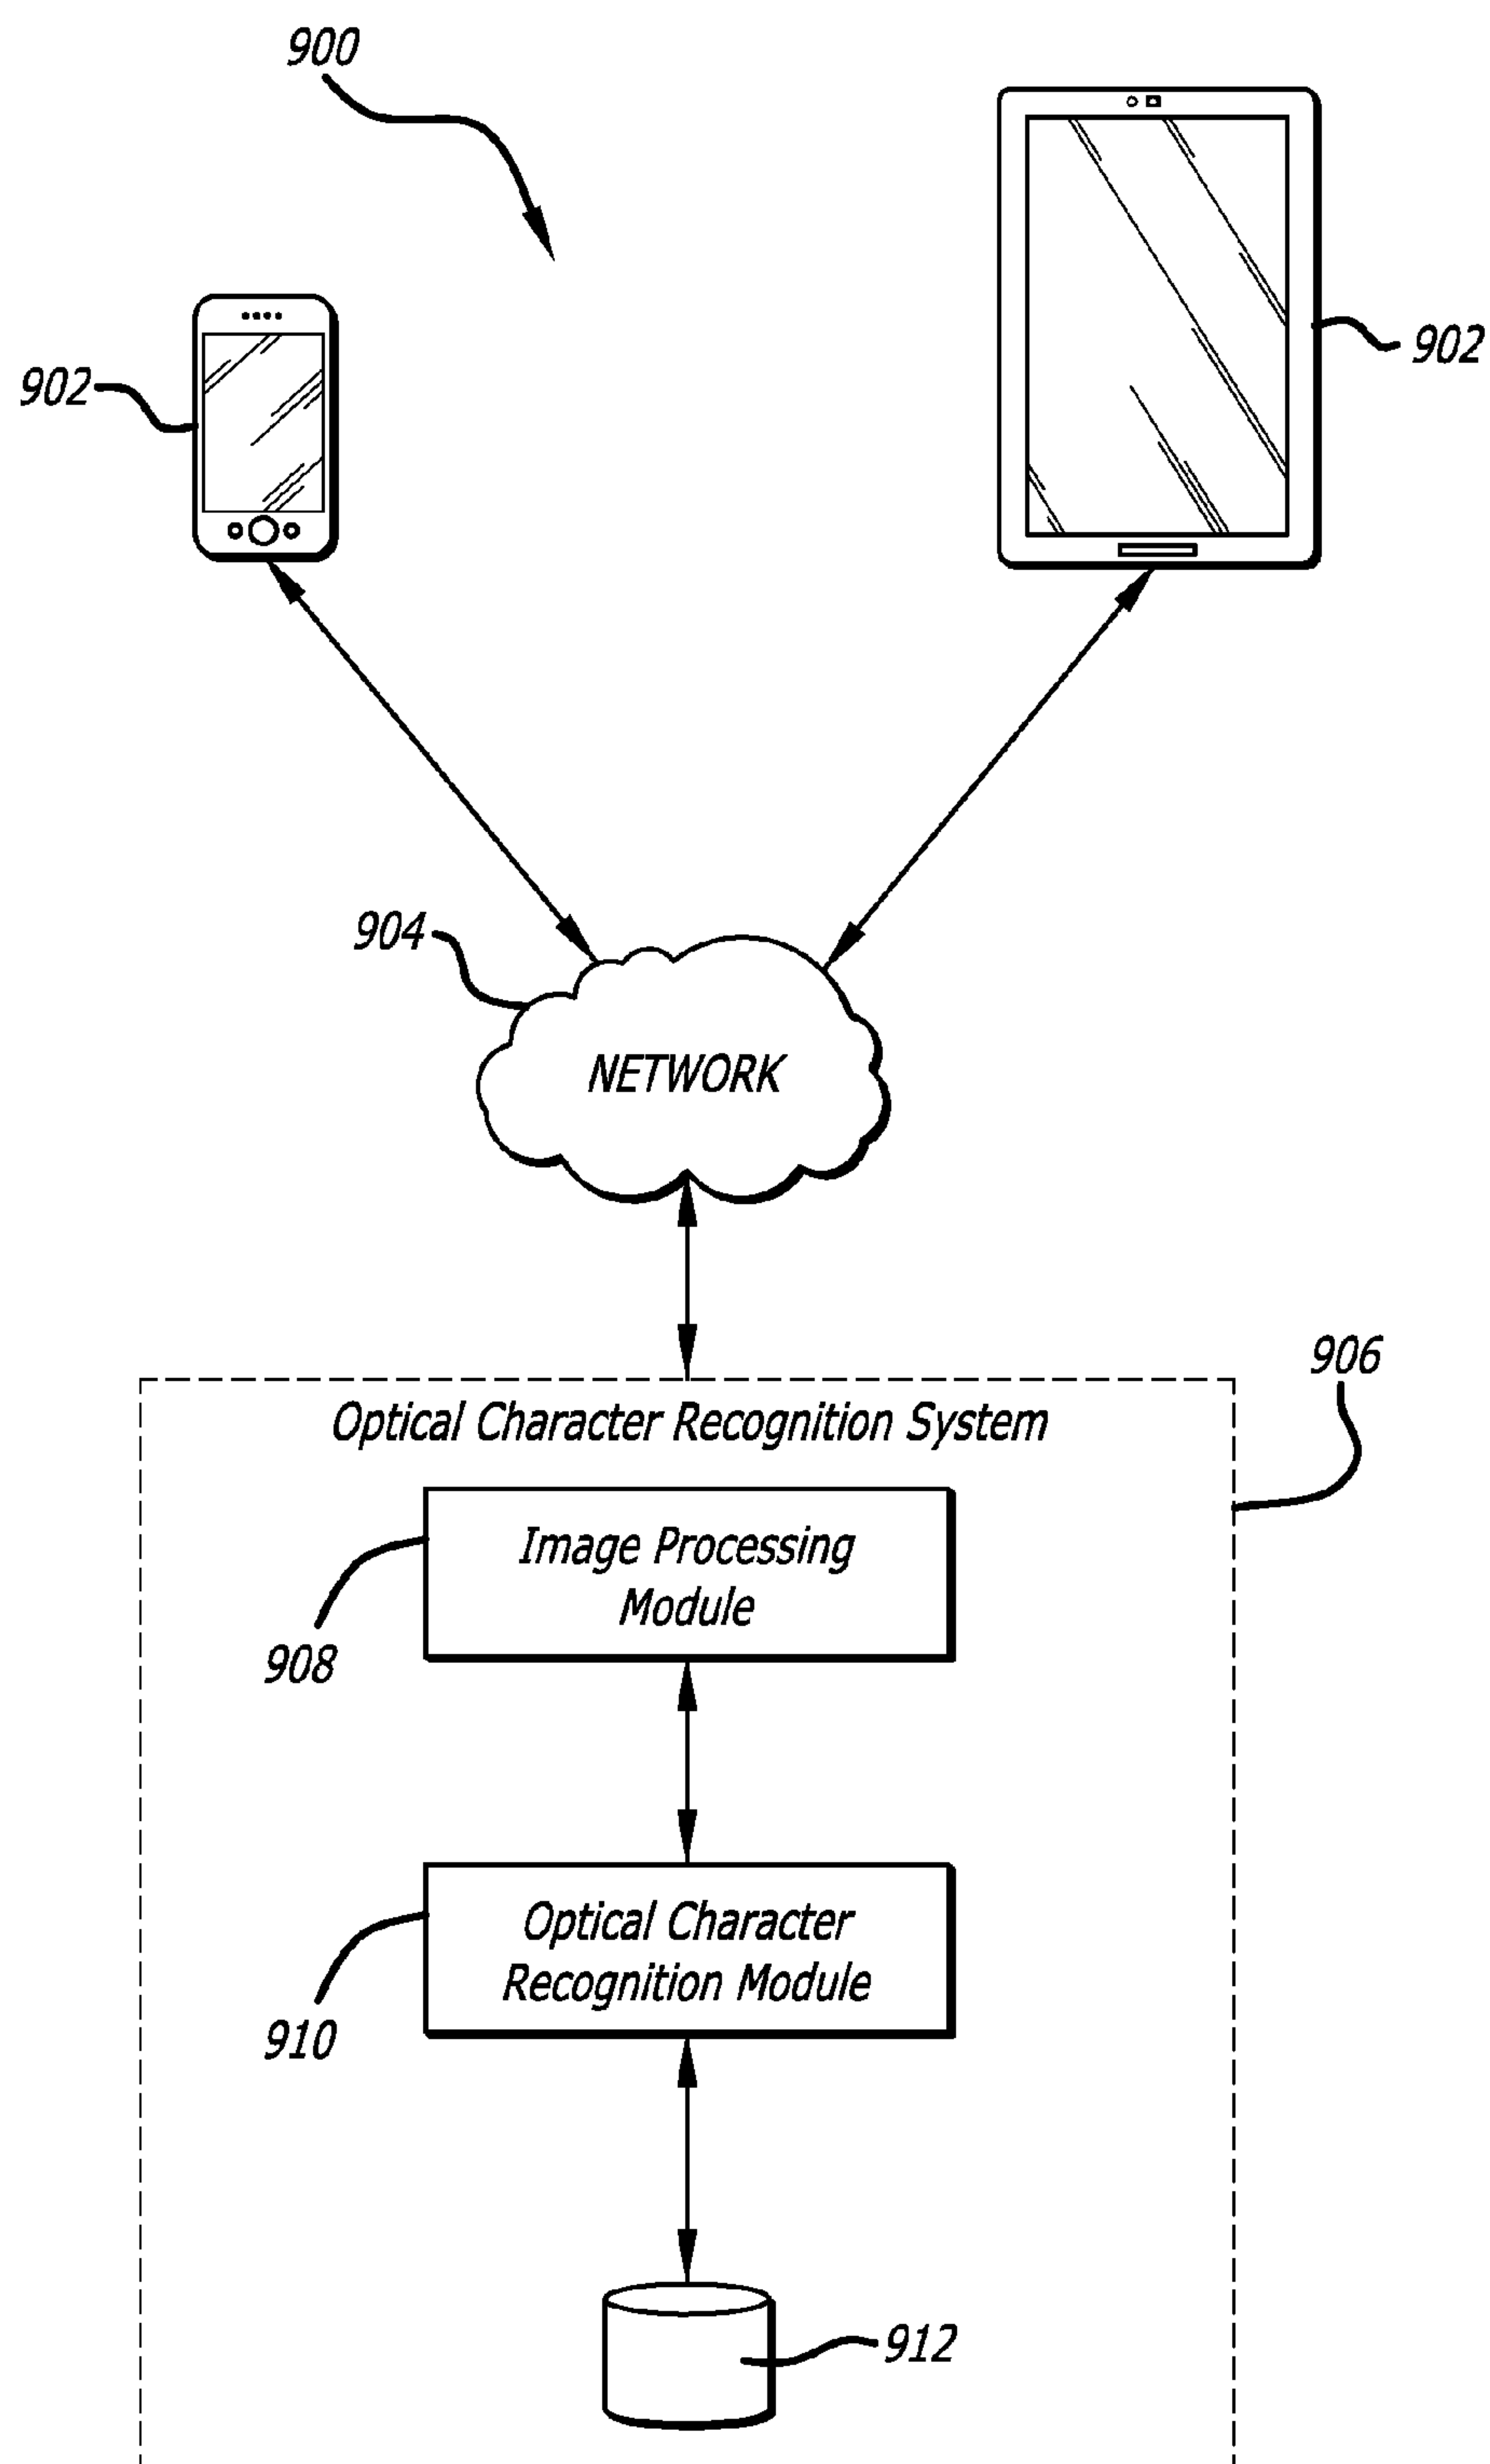 900
902
902
904
NETWORK
906
Optical Character Recognition System
Image Processing
Module
908
Optical Character
Recognition Module
910
912